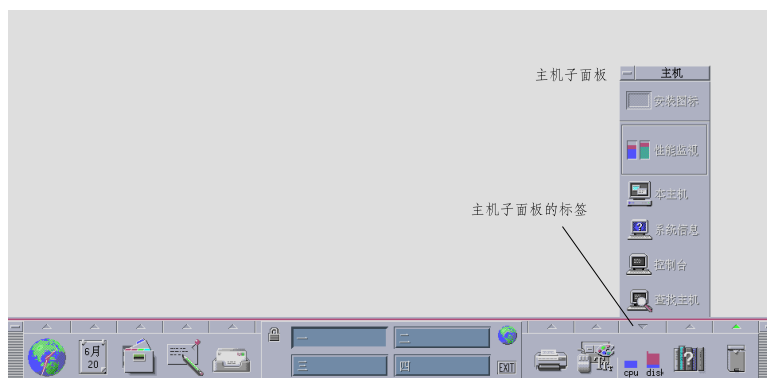 主机子面板
主机
安装图标
性能监视
本主机
主机子面板的标签
系统信息
控制台
查找主机
一
二
6月
20
三
四
EXIT
cpu
disk